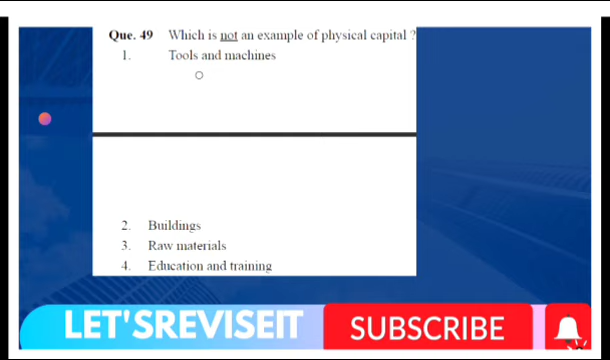 Que. 49 Which is not an example of physical capital ?
1. Tools and machines
2. Buildings
3. Raw materials
4. Education and training
LET'SREVISEIT
SUBSCRIBE